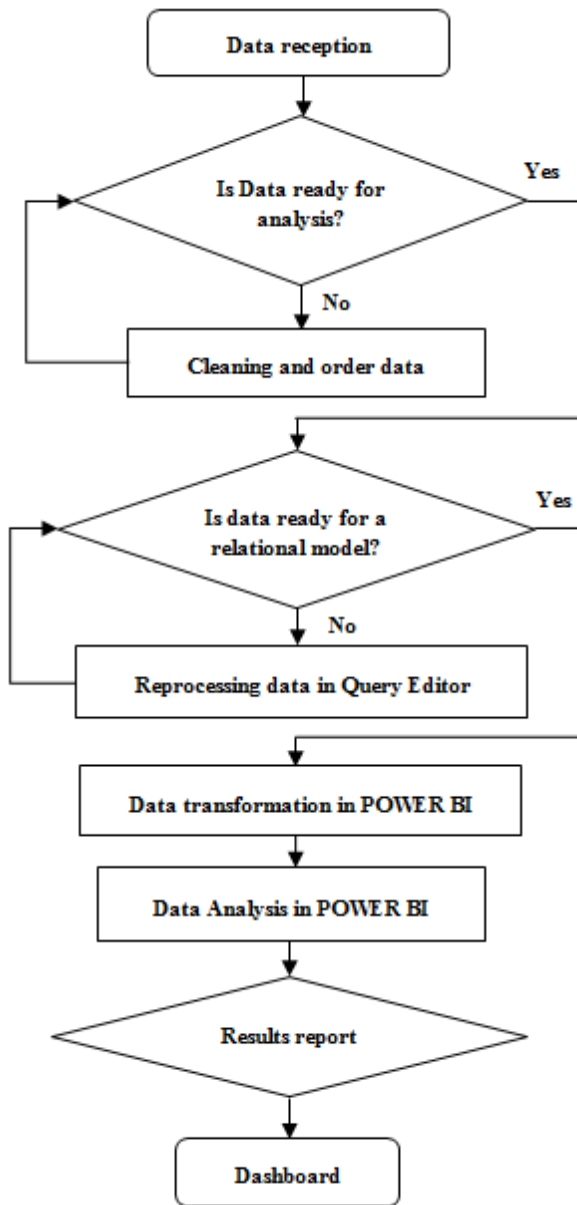 Data reception
Yes
Is Data ready for
analysis?
No
Cleaning and order data
Yes
Is data ready for a
relational model?
No
Reprocessing data in Query Editor
Data transformation in POWER BI
Data Analysis in POWER BI
Results report
Dashboard